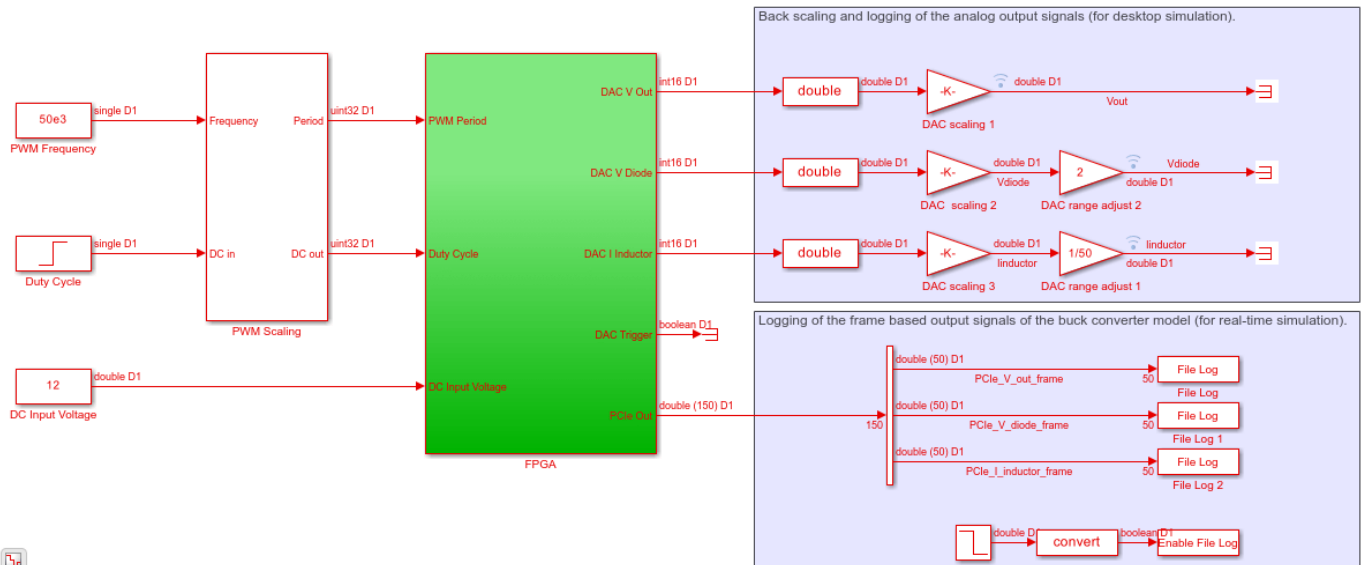 Back scaling and logging of the analog output signals (for desktop simulation).
50e3
PWM Frequency
single D1
Frequency
Period
uint32 D1
PWM Period
DAC V Out
int16 D1
double
double D1
-K-
DAC scaling 1
double D1
Vout
DAC V Diode
int16 D1
double
double D1
-K-
DAC  scaling 2
double D1
Vdiode
2
DAC range adjust 2
Vdiode
double D1
Duty Cycle
single D1
DC in
DC out
uint32 D1
PWM Scaling
Duty Cycle
DAC I Inductor
int16 D1
double
double D1
-K-
DAC scaling 3
double D1
Iinductor
1/50
DAC range adjust 1
Iinductor
double D1
DAC Trigger
boolean D1
12
DC Input Voltage
double D1
DC Input Voltage
PCIe Out
double (150) D1
FPGA
Logging of the frame based output signals of the buck converter model (for real-time simulation).
150
double (50) D1
PCIe_V_out_frame
50
File Log
File Log
double (50) D1
PCIe_V_diode_frame
50
File Log
File Log 1
double (50) D1
PCIe_I_inductor_frame
50
File Log
File Log 2
double D1
convert
boolean D1
Enable File Log